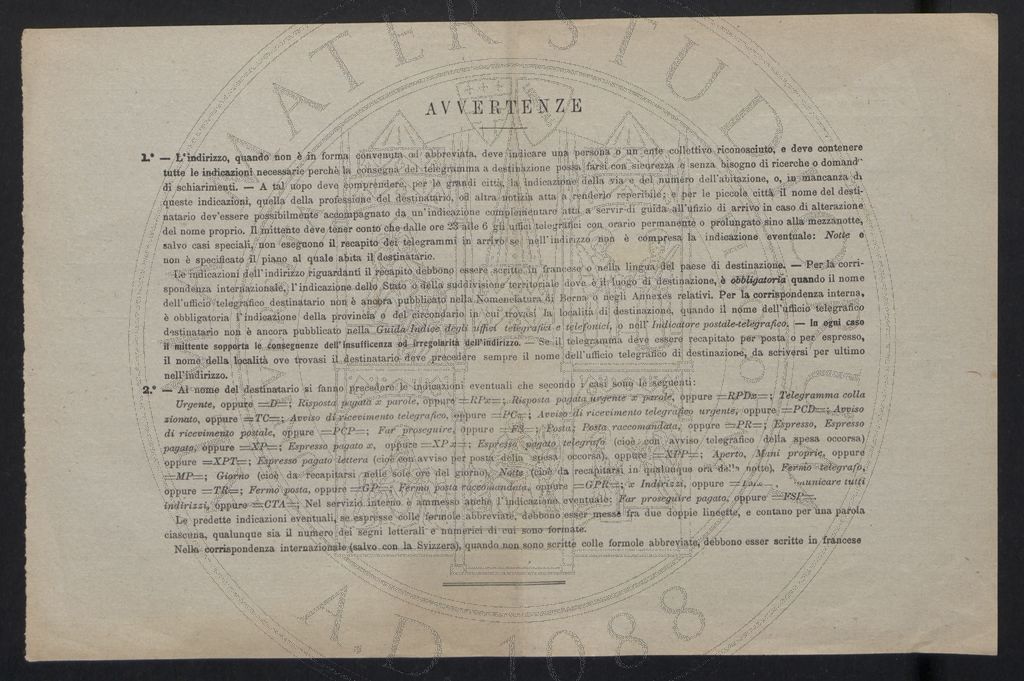 AVVERTENZE
1.° — L'indirizzo, quando non è in forma convenuta od abbreviata, deve indicare una persona o un ente collettivo riconosciuto, e deve contenere
tutte le indicazioni necessarie perchè la consegna del telegramma a destinazione possa farsi con sicurezza e senza bisogno di ricerche o domand
di schiarimenti. — A tal uopo deve comprendere, per le grandi città, la indicazione della via e del numero dell'abitazione, o, in mancanza di
queste indicazioni, quella della professione del destinatario, od altra notizia atta a renderlo reperibile; e per le piccole città il nome del desti-
natario dev'essere possibilmente accompagnato da un'indicazione complementare atta a servir di guida all'ufizio di arrivo in caso di alterazione
del nome proprio. Il mittente deve tener conto che dalle ore 23 alle 6 gli uffici telegrafici con orario permanente o prolungato sino alla mezzanotte,
salvo casi speciali, non eseguono il recapito dei telegrammi in arrivo se nell'indirizzo non è compresa la indicazione eventuale: Notte e
non è specificato il piano al quale abita il destinatario.
Le indicazioni dell'indirizzo riguardanti il recapito debbono essere scritte in francese o nella lingua del paese di destinazione. — Per la corri-
spondenza internazionale, l'indicazione dello Stato o della suddivisione territoriale dove è il luogo di destinazione, è obbligatoria quando il nome
dell'ufficio telegrafico destinatario non è ancora pubblicato nella Nomenclatura di Berna o negli Annexes relativi. Per la corrispondenza interna,
è obbligatoria l'indicazione della provincia o del circondario in cui trovasi la località di destinazione, quando il nome dell'ufficio telegrafico
destinatario non è ancora pubblicato nella Guida Indice degli uffici telegrafici e telefonici, o nell'Indicatore postale-telegrafico. — In ogni caso
il mittente sopporta le conseguenze dell'insufficenza od irregolarità dell'indirizzo. — Se il telegramma deve essere recapitato per posta o per espresso,
il nome della località ove trovasi il destinatario deve precedere sempre il nome dell'ufficio telegrafico di destinazione, da scriversi per ultimo
nell'indirizzo.
2.° — Al nome del destinatario si fanno precedere le indicazioni eventuali che secondo i casi sono le seguenti:
Urgente, oppure =D=; Risposta pagata x parole, oppure =RPx=; Risposta pagata urgente x parole, oppure =RPDx=; Telegramma colla
zionato, oppure =TC=; Avviso di ricevimento telegrafico, oppure =PC=; Avviso di ricevimento telegrafico urgente, oppure =PCD=; Avviso
di ricevimento postale, oppure =PCP=; Far proseguire, oppure =FS=; Posta; Posta raccomandata, oppure =PR=; Espresso, Espresso
pagato, oppure =XP=; Espresso pagato x, oppure =XPx=; Espresso pagato telegrafo (cioè con avviso telegrafico della spesa occorsa)
oppure =XPT=; Espresso pagato lettera (cioè con avviso per posta della spesa occorsa), oppure =XPP=; Aperto, Mani proprie, oppure
=MP=; Giorno (cioè da recapitarsi nelle sole ore del giorno), Notte (cioè da recapitarsi in qualunque ora della notte), Fermo telegrafo,
oppure =TR=; Fermo posta, oppure =GP=; Fermo posta raccomandata, oppure =GPR=; x Indirizzi, oppure municare tutti
indirizzi, oppure =CTA=; Nel servizio interno è ammesso anche l'indicazione eventuale: Far proseguire pagato, oppure =FSP=.
Le predette indicazioni eventuali, se espresse colle formole abbreviate, debbono esser messe fra due doppie lineette, e contano per una parola
ciascuna, qualunque sia il numero dei segni letterali e numerici di cui sono formate.
Nella corrispondenza internazionale (salvo con la Svizzera), quando non sono scritte colle formole abbreviate, debbono esser scritte in francese
A.D. 1088